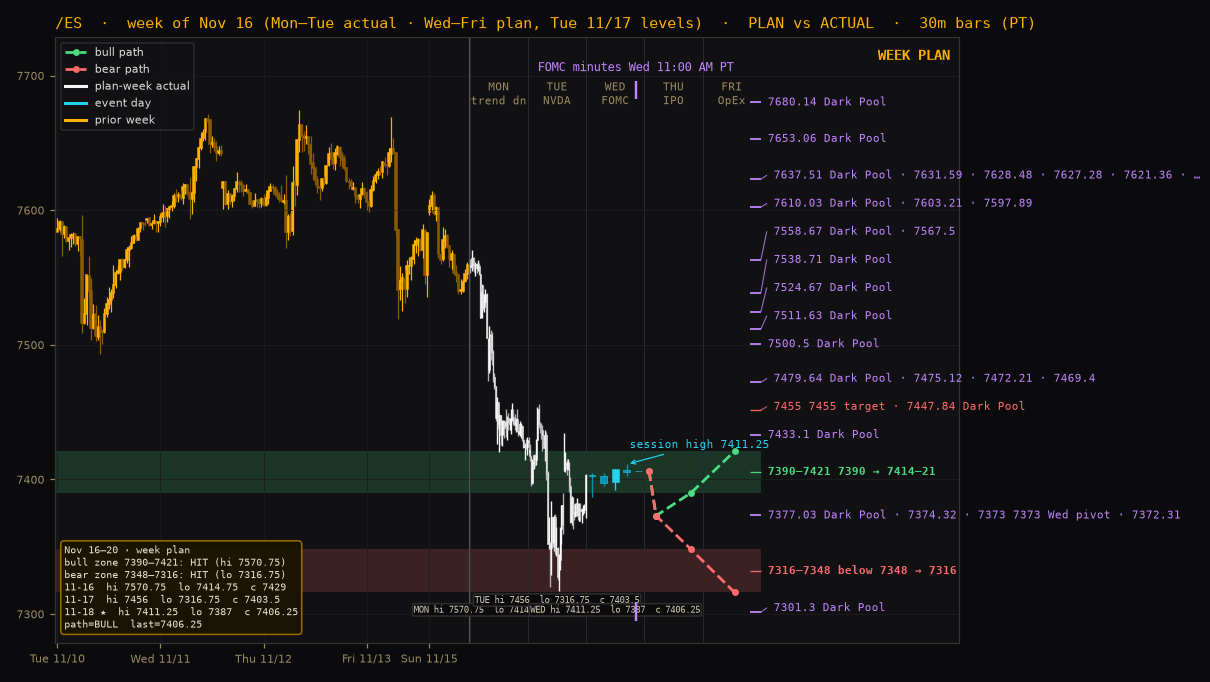 /ES · week of Nov 16 (Mon–Tue actual · Wed–Fri plan, Tue 11/17 levels) · PLAN vs ACTUAL · 30m bars (PT)
WEEK PLAN
bull path
bear path
plan-week actual
event day
prior week
FOMC minutes Wed 11:00 AM PT
MON TUE WED THU FRI
trend dn NVDA FOMC IPO OpEx
7700
7600
7500
7400
7300
7680.14 Dark Pool
7653.06 Dark Pool
7637.51 Dark Pool · 7631.59 · 7628.48 · 7627.28 · 7621.36 · …
7610.03 Dark Pool · 7603.21 · 7597.89
7558.67 Dark Pool · 7567.5
7538.71 Dark Pool
7524.67 Dark Pool
7511.63 Dark Pool
7500.5 Dark Pool
7479.64 Dark Pool · 7475.12 · 7472.21 · 7469.4
7455 7455 target · 7447.84 Dark Pool
7433.1 Dark Pool
session high 7411.25
7390–7421 7390 → 7414–21
7377.03 Dark Pool · 7374.32 · 7373 7373 Wed pivot · 7372.31
7316–7348 below 7348 → 7316
7301.3 Dark Pool
Nov 16–20 · week plan
bull zone 7390–7421: HIT (hi 7570.75)
bear zone 7348–7316: HIT (lo 7316.75)
11-16 hi 7570.75 lo 7414.75 c 7429
11-17 hi 7456 lo 7316.75 c 7403.5
11-18 ★ hi 7411.25 lo 7387 c 7406.25
path=BULL last=7406.25
TUE hi 7456 lo 7316.75 c 7403.5
MON hi 7570.75 lo 7414
WED hi 7411.25 lo 7387 c 7406.25
Tue 11/10 Wed 11/11 Thu 11/12 Fri 11/13 Sun 11/15